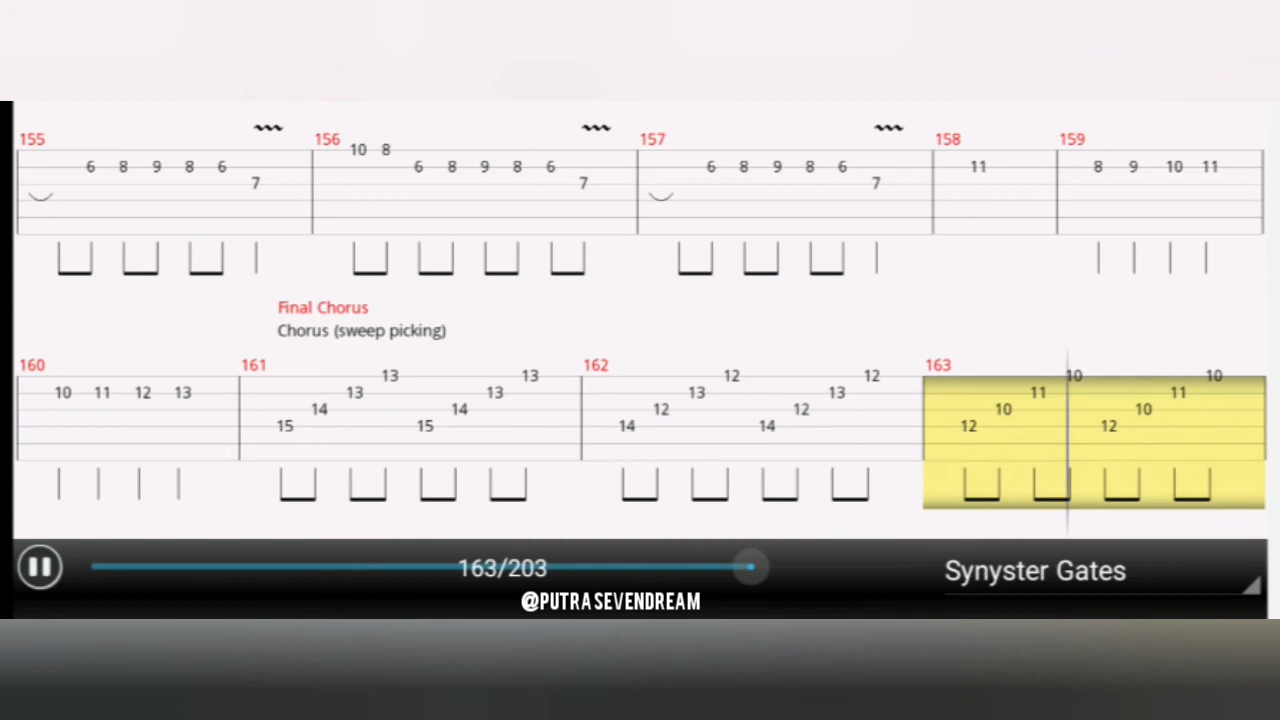 155 156 157 158 159
10 8
6 8 9 8 6 6 8 9 8 6 6 8 9 8 6 11 8 9 10 11
7 7 7
Final Chorus
Chorus (sweep picking)
160 161 162 163
13 13 12 12 10 10
10 11 12 13 13 13 13 13 11 11
14 14 12 12 10 10
15 15 14 14 12 12
163/203
Synyster Gates
@PUTRASEVENDREAM